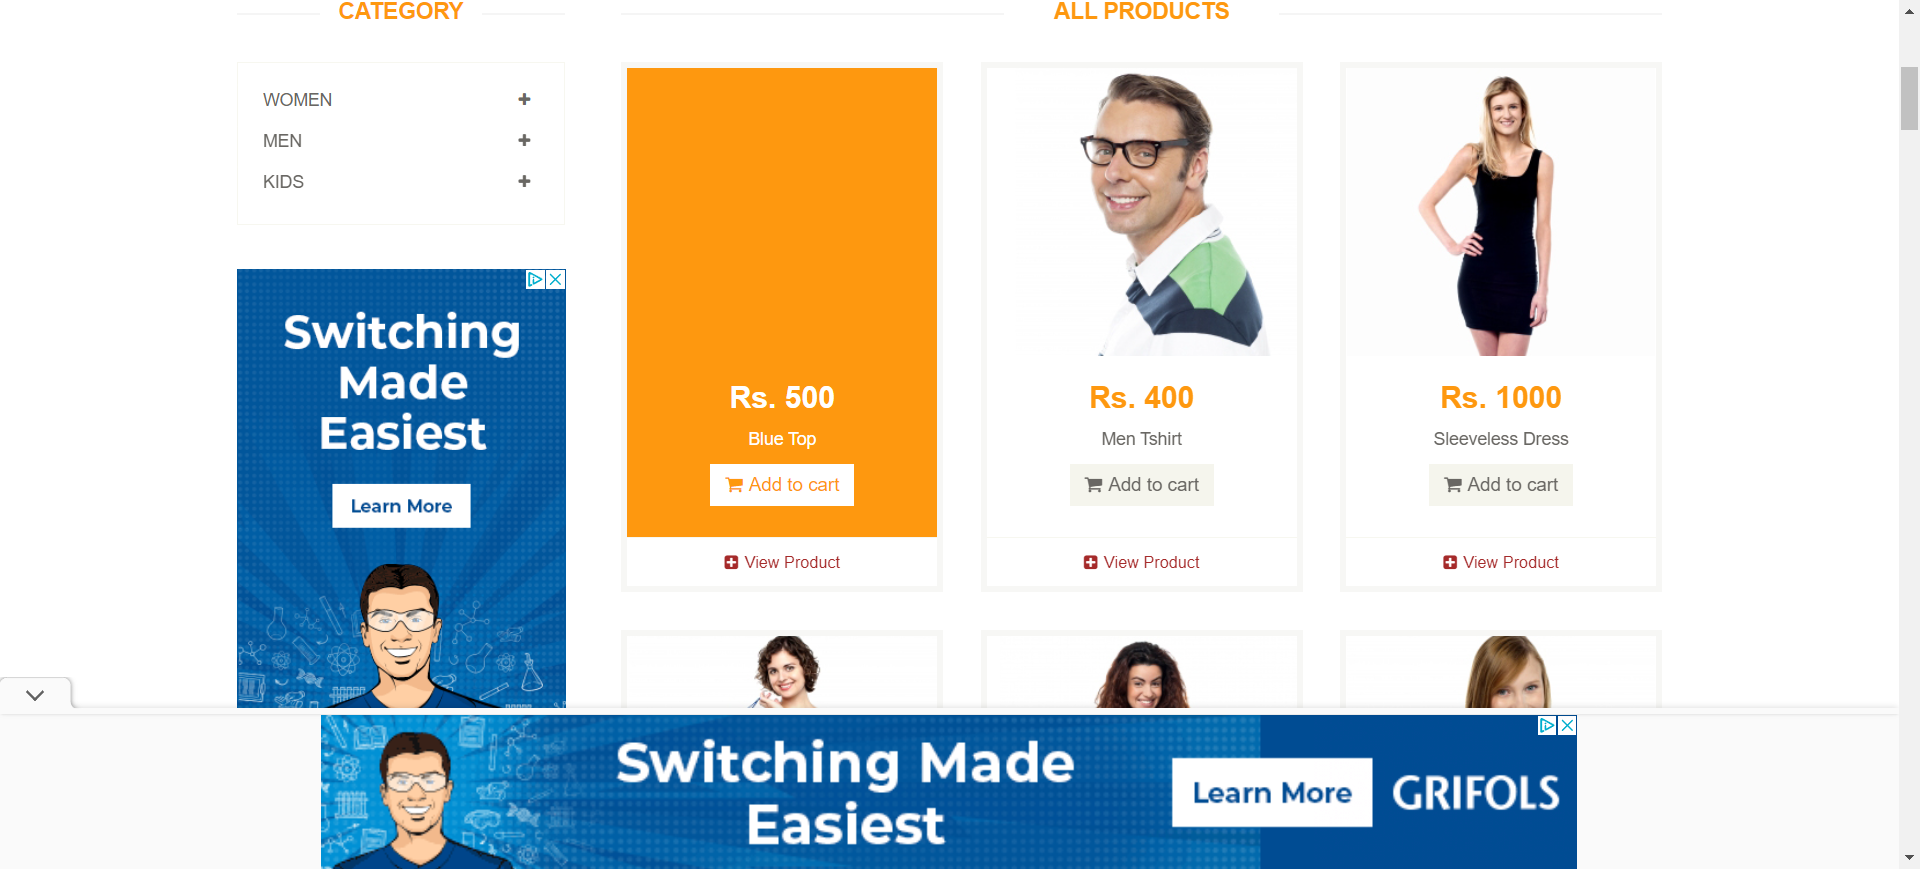 CATEGORY
WOMEN
MEN
KIDS
Switching
Made
Easiest
Learn More
ALL PRODUCTS
Rs. 500
Blue Top
Add to cart
View Product
Rs. 400
Men Tshirt
Add to cart
View Product
Rs. 1000
Sleeveless Dress
Add to cart
View Product
Switching Made
Easiest
Learn More
GRIFOLS